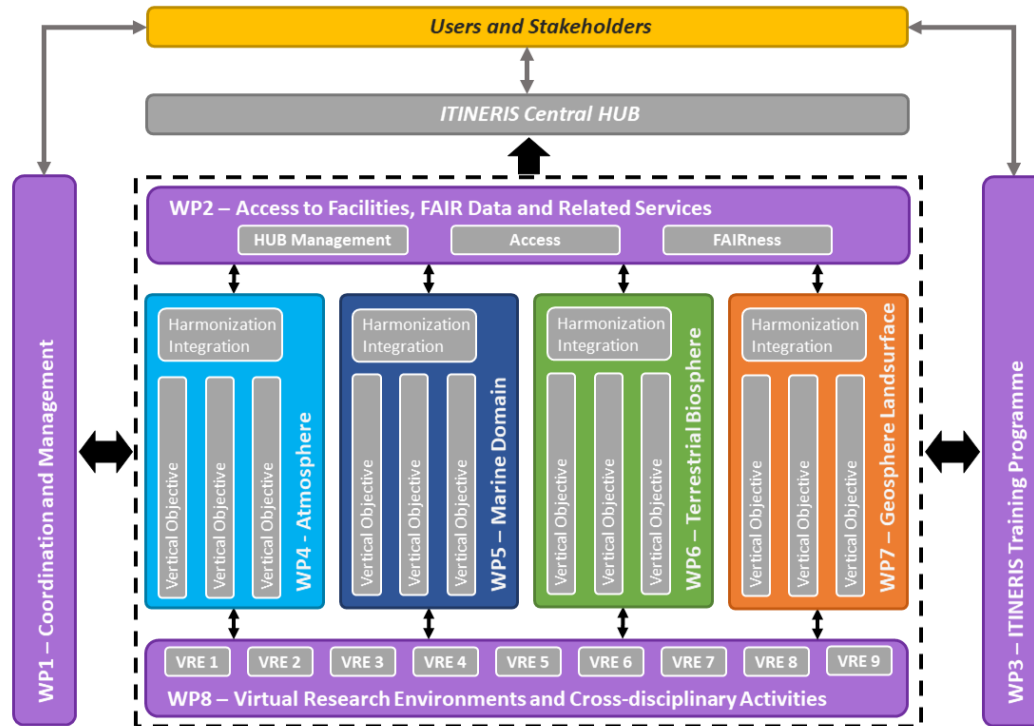 Users and Stakeholders
ITINERIS Central HUB
WP1 – Coordination and Management
WP2 – Access to Facilities, FAIR Data and Related Services
HUB Management
Access
FAIRness
Harmonization
Integration
Vertical Objective
Vertical Objective
Vertical Objective
WP4 - Atmosphere
Harmonization
Integration
Vertical Objective
Vertical Objective
Vertical Objective
WP5 – Marine Domain
Harmonization
Integration
Vertical Objective
Vertical Objective
Vertical Objective
WP6 – Terrestrial Biosphere
Harmonization
Integration
Vertical Objective
Vertical Objective
Vertical Objective
WP7 – Geosphere Landsurface
VRE 1
VRE 2
VRE 3
VRE 4
VRE 5
VRE 6
VRE 7
VRE 8
VRE 9
WP8 – Virtual Research Environments and Cross-disciplinary Activities
WP3 – ITINERIS Training Programme